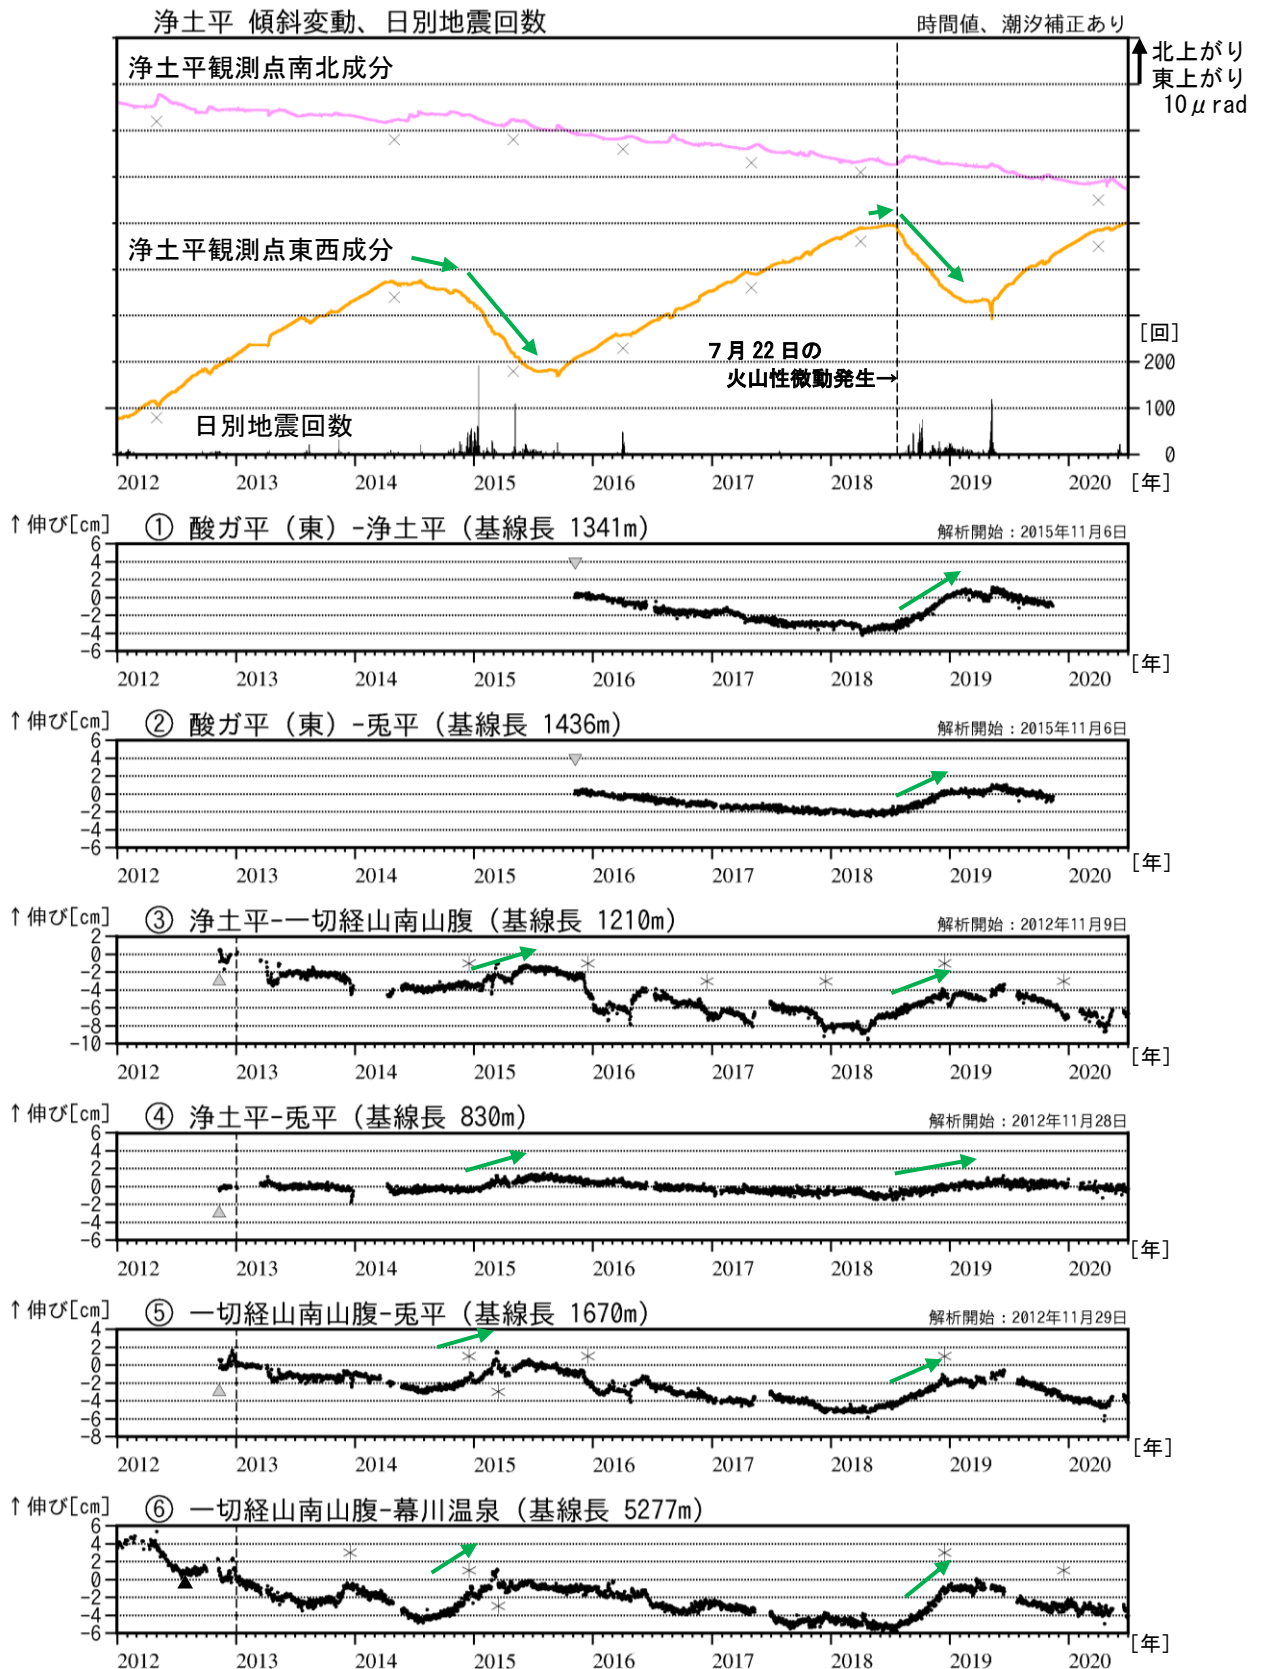 浄土平 傾斜変動、日別地震回数
時間値、潮汐補正あり
北上がり
東上がり
10μrad
浄土平観測点南北成分
浄土平観測点東西成分
7月22日の
火山性微動発生→
日別地震回数
[回]
200
100
0
2012 2013 2014 2015 2016 2017 2018 2019 2020 [年]
↑伸び[cm] ① 酸ガ平（東）-浄土平（基線長 1341m） 解析開始：2015年11月6日
6
4
2
0
-2
-4
-6
2012 2013 2014 2015 2016 2017 2018 2019 2020 [年]
↑伸び[cm] ② 酸ガ平（東）-兎平（基線長 1436m） 解析開始：2015年11月6日
6
4
2
0
-2
-4
-6
2012 2013 2014 2015 2016 2017 2018 2019 2020 [年]
↑伸び[cm] ③ 浄土平-一切経山南山腹（基線長 1210m） 解析開始：2012年11月9日
2
0
-2
-4
-6
-8
-10
2012 2013 2014 2015 2016 2017 2018 2019 2020 [年]
↑伸び[cm] ④ 浄土平-兎平（基線長 830m） 解析開始：2012年11月28日
6
4
2
0
-2
-4
-6
2012 2013 2014 2015 2016 2017 2018 2019 2020 [年]
↑伸び[cm] ⑤ 一切経山南山腹-兎平（基線長 1670m） 解析開始：2012年11月29日
4
2
0
-2
-4
-6
-8
2012 2013 2014 2015 2016 2017 2018 2019 2020 [年]
↑伸び[cm] ⑥ 一切経山南山腹-幕川温泉（基線長 5277m）
6
4
2
0
-2
-4
-6
2012 2013 2014 2015 2016 2017 2018 2019 2020 [年]